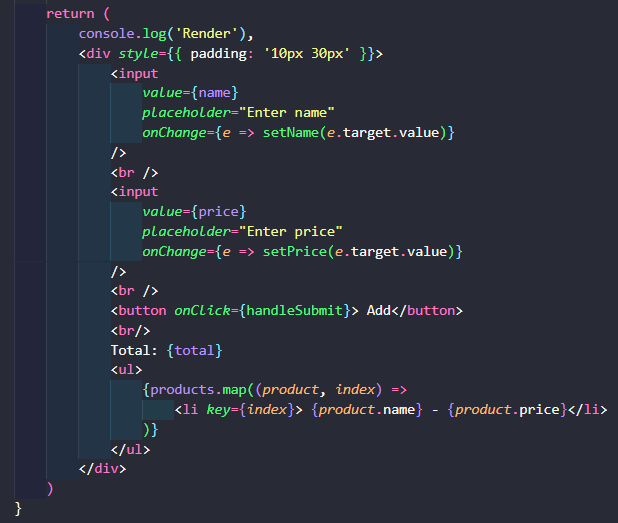 return (
console.log('Render'),
<div style={{ padding: '10px 30px' }}>
<input
value={name}
placeholder="Enter name"
onChange={e => setName(e.target.value)}
/>
<br />
<input
value={price}
placeholder="Enter price"
onChange={e => setPrice(e.target.value)}
/>
<br />
<button onClick={handleSubmit}> Add</button>
<br/>
Total: {total}
<ul>
{products.map((product, index) =>
<li key={index}> {product.name} - {product.price}</li>
)}
</ul>
</div>
)
}